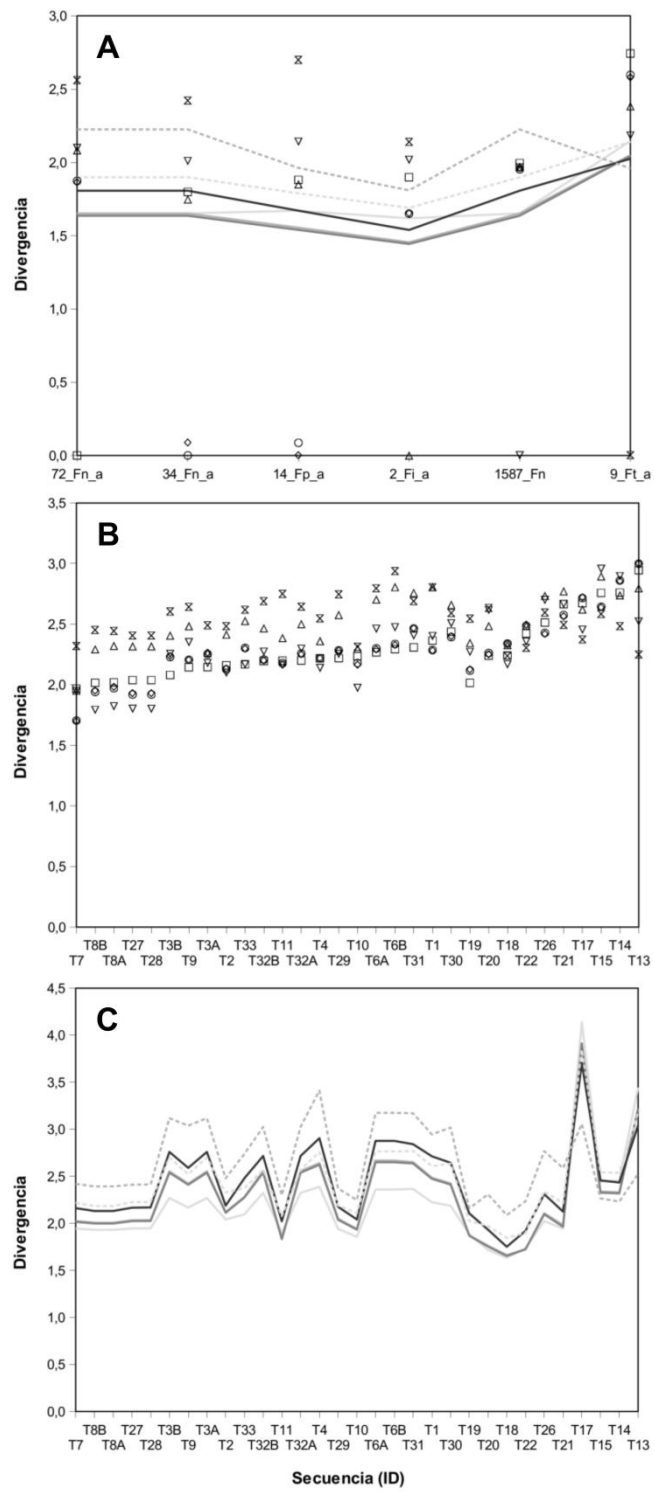 A
3,0
2,5
2,0
1,5
1,0
0,5
0,0
Divergencia
72_Fn_a 34_Fn_a 14_Fp_a 2_Fi_a 1587_Fn 9_Ft_a
B
3,5
3,0
2,5
2,0
1,5
1,0
0,5
0,0
Divergencia
T8B T27 T3B T3A T33 T11 T4 T10 T6B T1 T19 T18 T26 T17 T14
T7 T8A T28 T9 T2 T32B T32A T29 T6A T31 T30 T20 T22 T21 T15 T13
C
4,5
4,0
3,5
3,0
2,5
2,0
1,5
1,0
0,5
0,0
Divergencia
T8B T27 T3B T3A T33 T11 T4 T10 T6B T1 T19 T18 T26 T17 T14
T7 T8A T28 T9 T2 T32B T32A T29 T6A T31 T30 T20 T22 T21 T15 T13
Secuencia (ID)